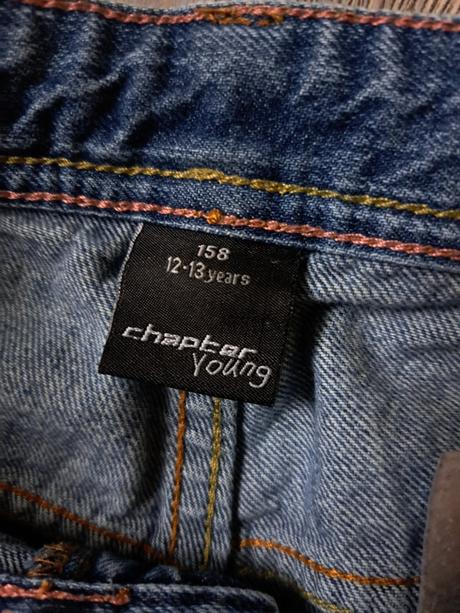 158
12-13 years
chapter
Young